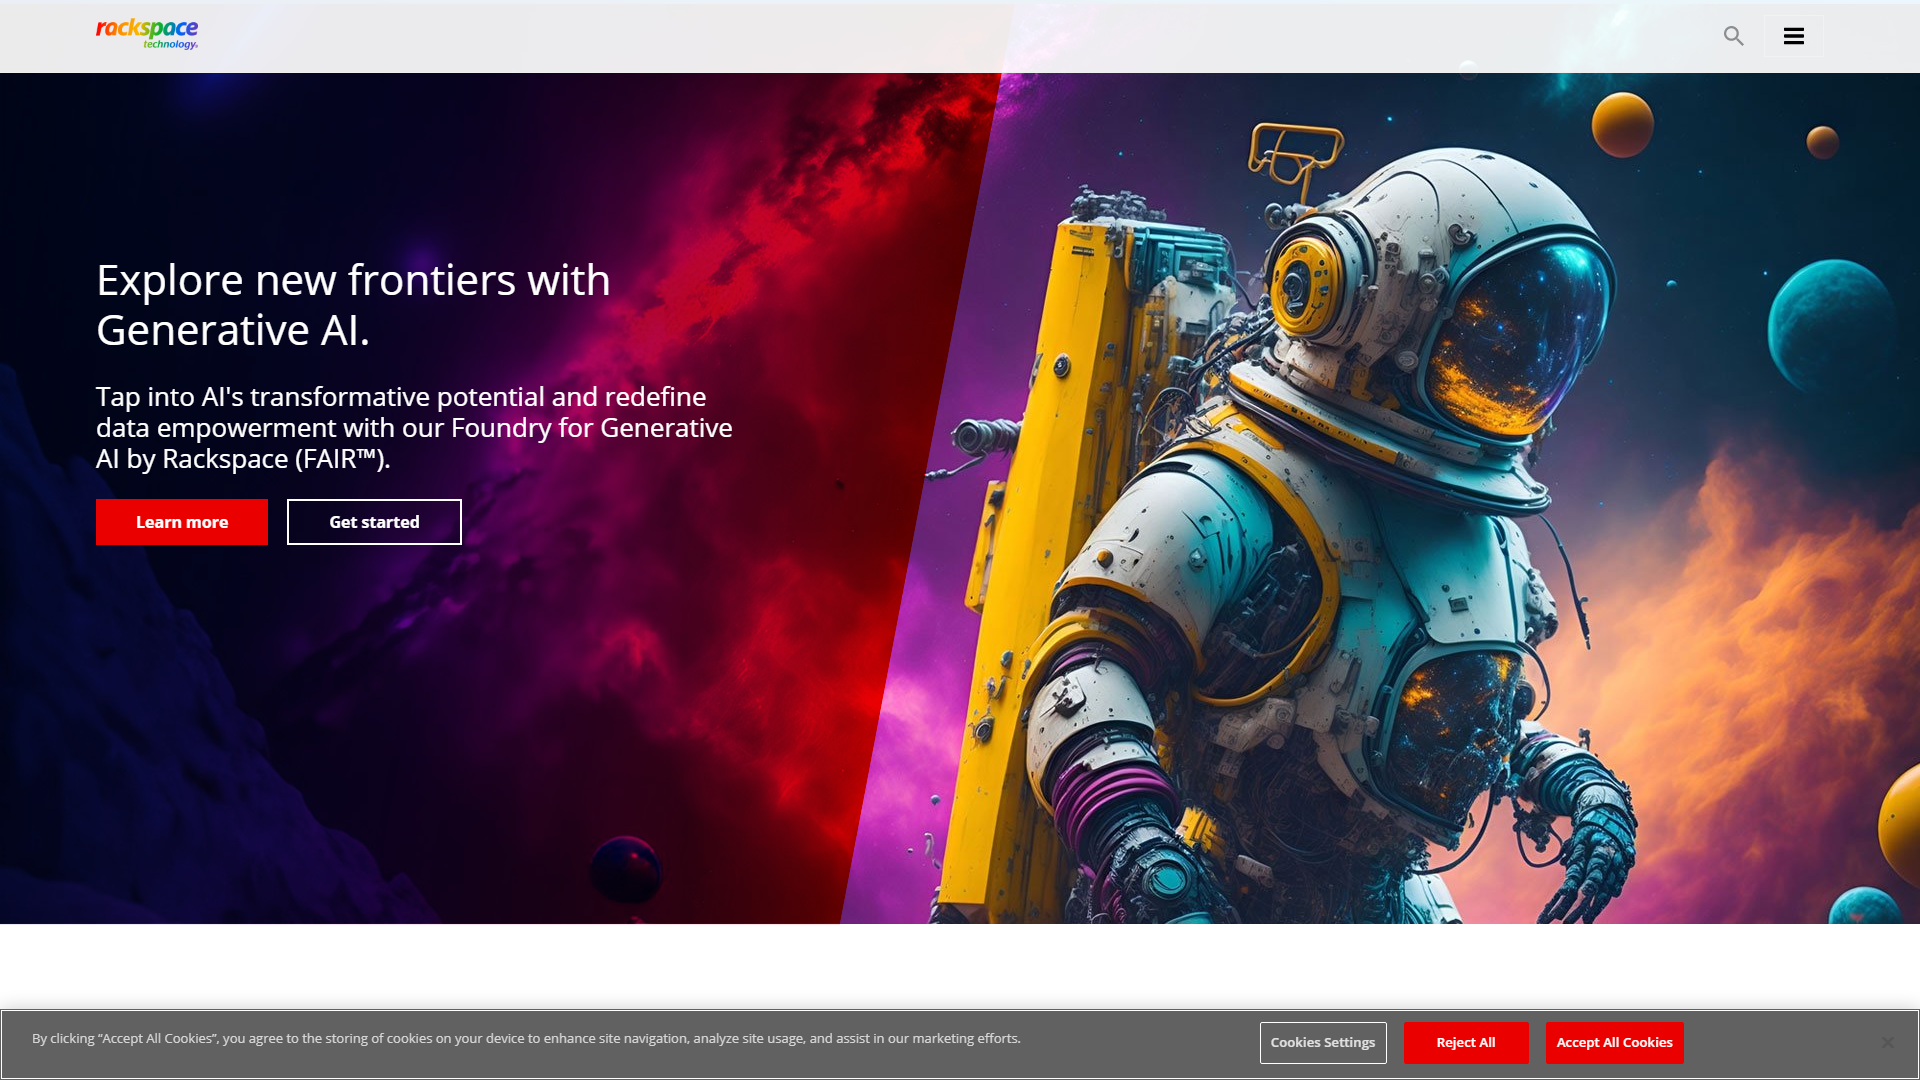 rackspace
technology®
Explore new frontiers with
Generative AI.
Tap into AI's transformative potential and redefine
data empowerment with our Foundry for Generative
AI by Rackspace (FAIR™).
Learn more
Get started
By clicking “Accept All Cookies”, you agree to the storing of cookies on your device to enhance site navigation, analyze site usage, and assist in our marketing efforts.
Cookies Settings
Reject All
Accept All Cookies